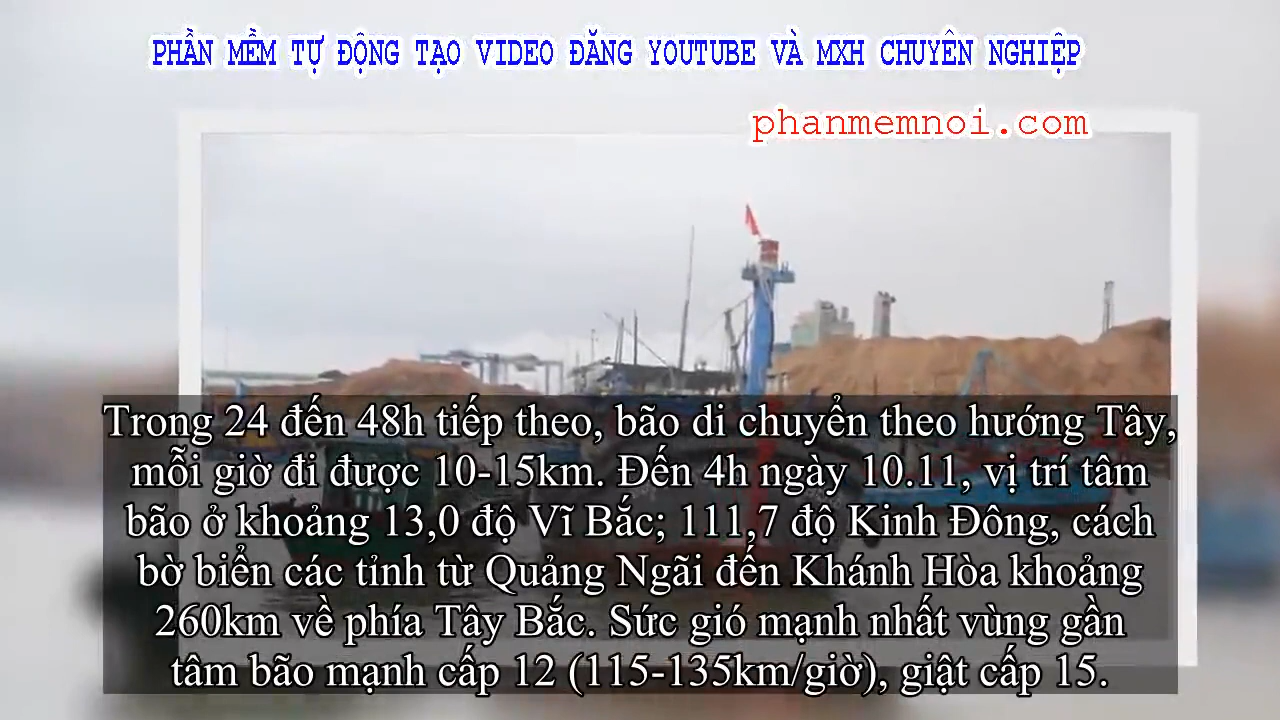 PHẦN MỀM TỰ ĐỘNG TẠO VIDEO ĐĂNG YOUTUBE VÀ MXH CHUYÊN NGHIỆP
phanmemnoi.com
Trong 24 đến 48h tiếp theo, bão di chuyển theo hướng Tây,
mỗi giờ đi được 10-15km. Đến 4h ngày 10.11, vị trí tâm
bão ở khoảng 13,0 độ Vĩ Bắc; 111,7 độ Kinh Đông, cách
bờ biển các tỉnh từ Quảng Ngãi đến Khánh Hòa khoảng
260km về phía Tây Bắc. Sức gió mạnh nhất vùng gần
tâm bão mạnh cấp 12 (115-135km/giờ), giật cấp 15.